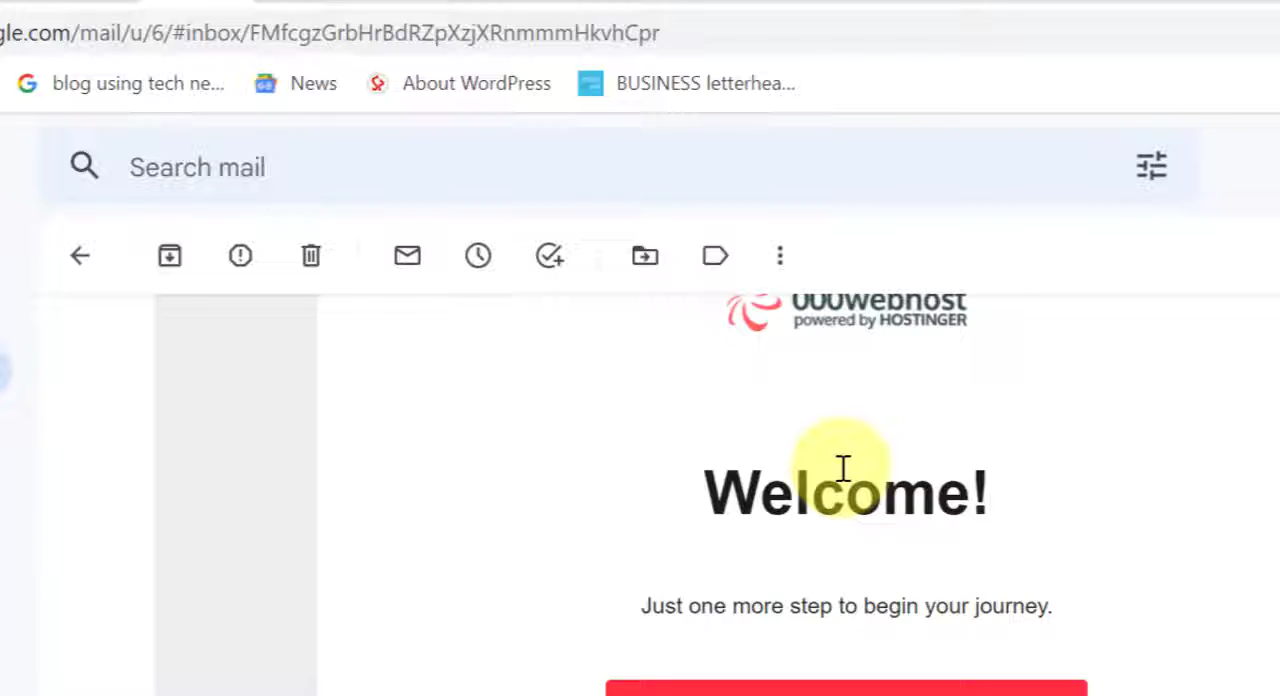 gle.com/mail/u/6/#inbox/FMfcgzGrbHrBdRZpXzjXRnmmmHkvhCpr
blog using tech ne... News About WordPress BUSINESS letterhea...
Search mail
000webhost
powered by HOSTINGER
Welcome!
Just one more step to begin your journey.